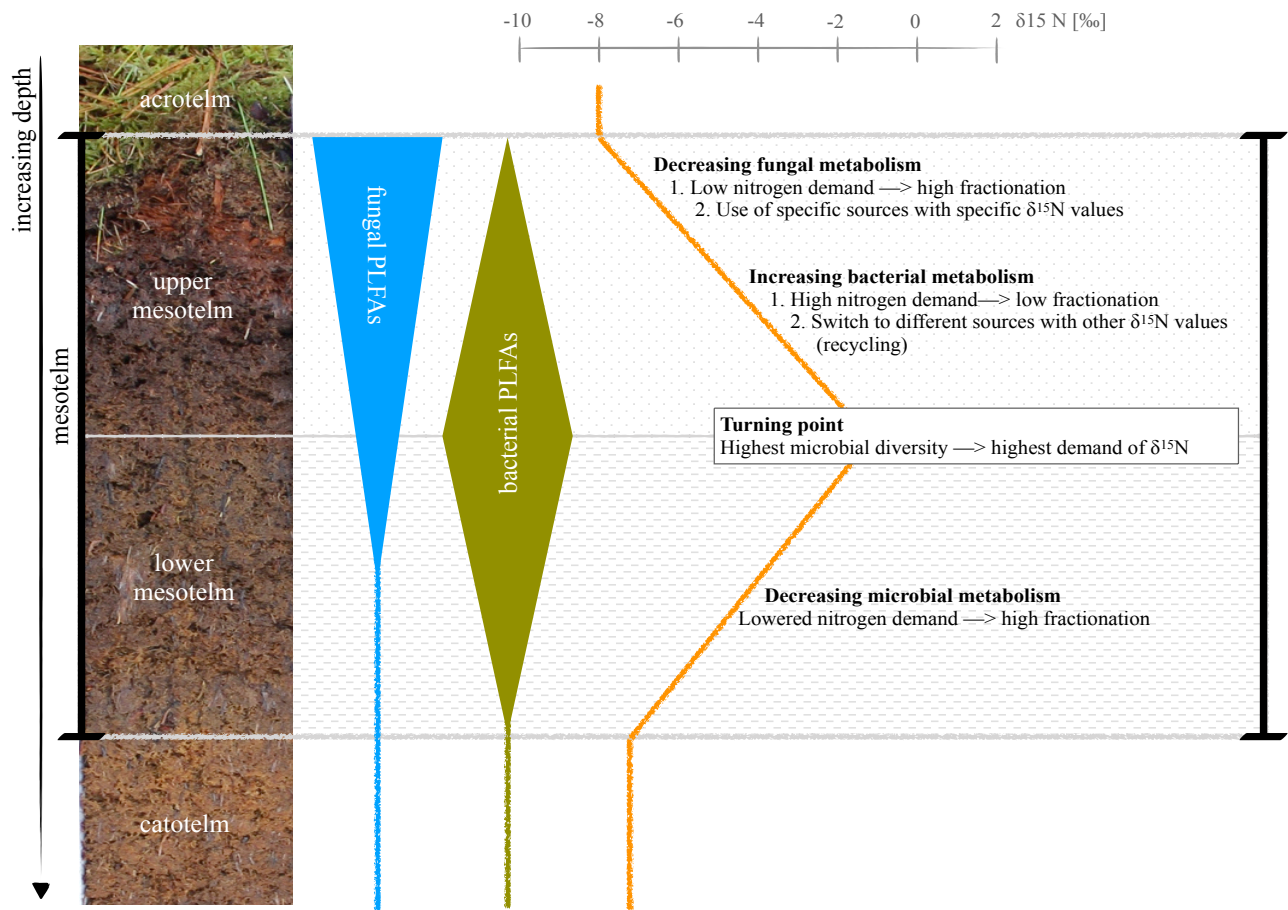 -10 -8 -6 -4 -2 0 2 δ15 N [‰]
increasing depth
acrotelm
mesotelm
upper
mesotelm
lower
mesotelm
catotelm
fungal PLFAs
bacterial PLFAs
Decreasing fungal metabolism
1. Low nitrogen demand —> high fractionation
2. Use of specific sources with specific δ¹⁵N values
Increasing bacterial metabolism
1. High nitrogen demand—> low fractionation
2. Switch to different sources with other δ¹⁵N values
(recycling)
Turning point
Highest microbial diversity —> highest demand of δ¹⁵N
Decreasing microbial metabolism
Lowered nitrogen demand —> high fractionation